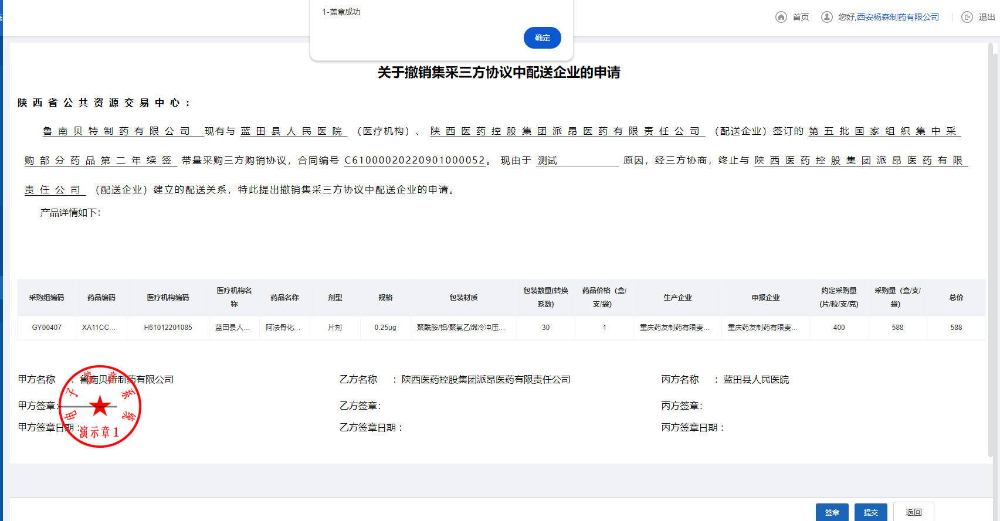 1-盖章成功
首页 您好,西安杨森制药有限公司 退出
确定
关于撤销集采三方协议中配送企业的申请
陕西省公共资源交易中心：
鲁南贝特制药有限公司 现有与 蓝田县人民医院 （医疗机构）、 陕西医药控股集团派昂医药有限责任公司 （配送企业）签订的 第五批国家组织集中采
购部分药品第二年续签 带量采购三方购销协议，合同编号 C61000020220901000052。 现由于 测试 原因，经三方协商，终止与 陕西医药控股集团派昂医药有限
责任公司 （配送企业）建立的配送关系，特此提出撤销集采三方协议中配送企业的申请。
产品详情如下：
采购组编码 药品编码 医疗机构编码 医疗机构名称 药品名称 剂型 规格 包装材质 包装数量(转换系数) 药品价格（盒/支/袋) 生产企业 申报企业 约定采购量(片/粒/支/克) 采购量（盒/支/袋) 总价
GY00407 XA11CC... H61012201085 蓝田县人... 阿法骨化... 片剂 0.25μg 聚酰胺/铝/聚氯乙烯冷冲压... 30 1 重庆药友制药有限责... 重庆药友制药有限责... 400 588 588
甲方名称 ：鲁南贝特制药有限公司 乙方名称 ：陕西医药控股集团派昂医药有限责任公司 丙方名称 ：蓝田县人民医院
甲方签章: 乙方签章: 丙方签章:
甲方签章日期： 乙方签章日期： 丙方签章日期：
电子签章系统
演示章1
签章 提交 返回